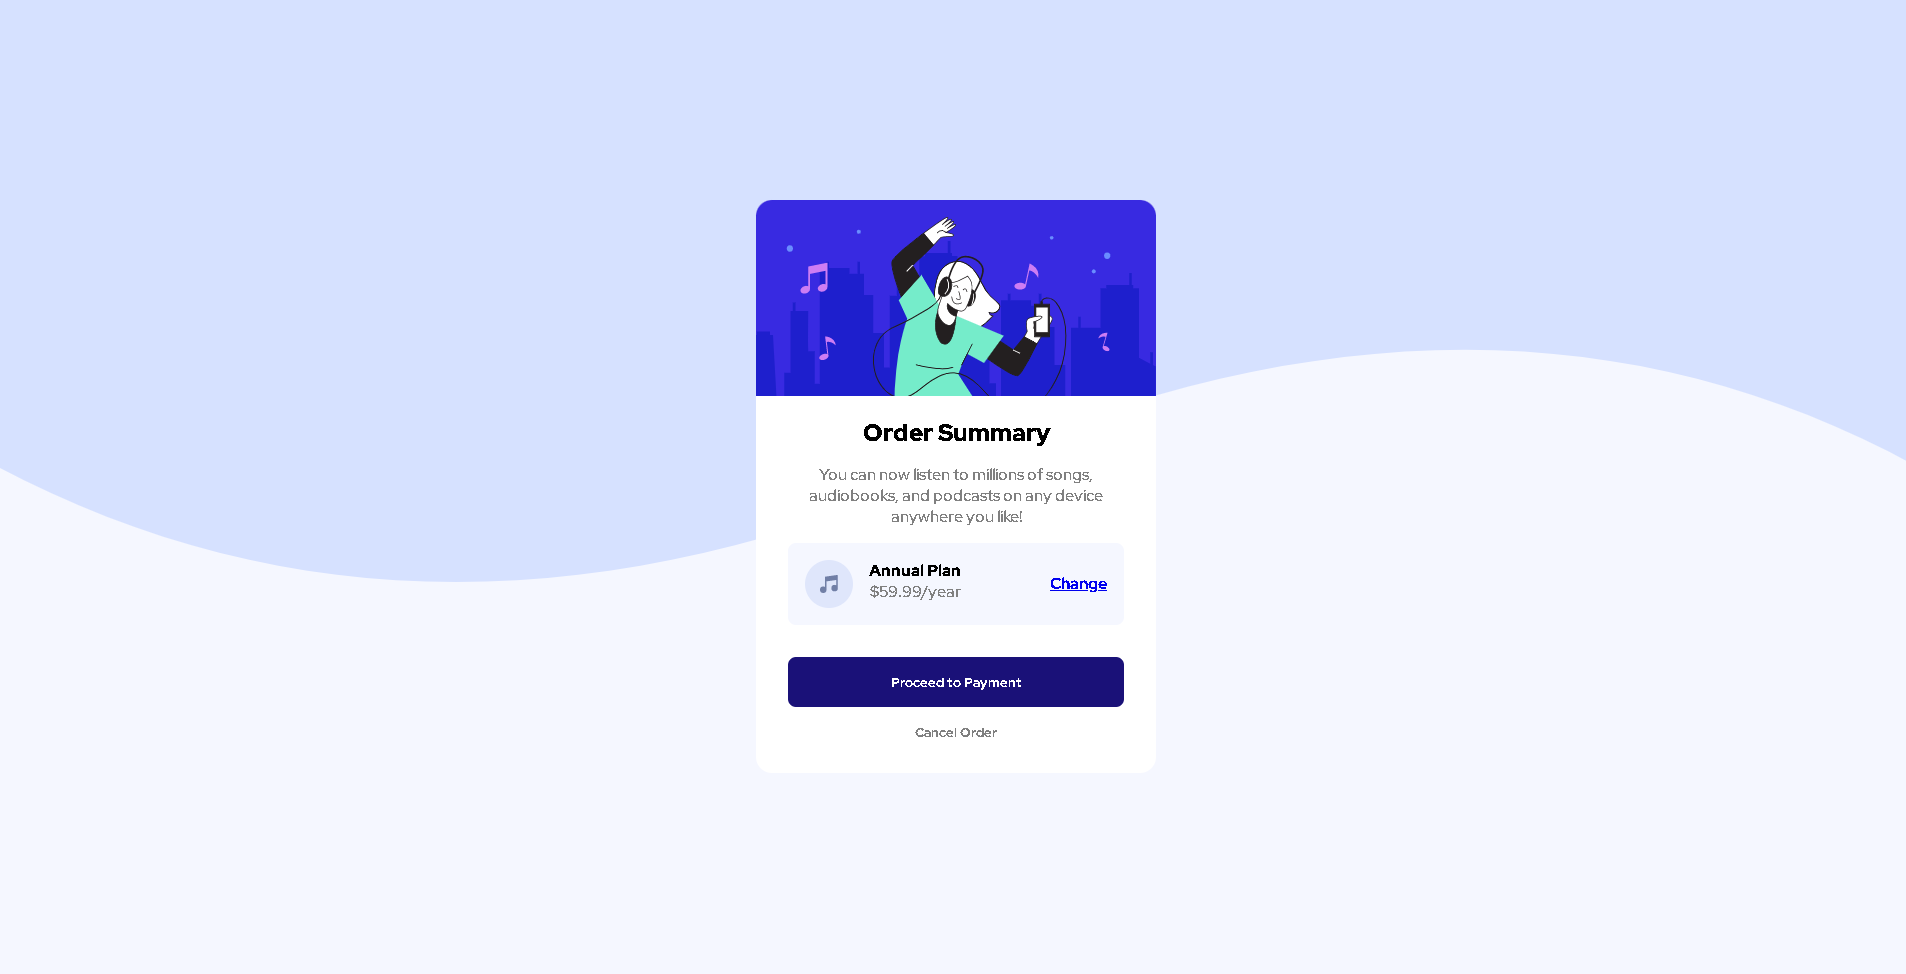 Order Summary
You can now listen to millions of songs,
audiobooks, and podcasts on any device
anywhere you like!
Annual Plan
$59.99/year
Change
Proceed to Payment
Cancel Order